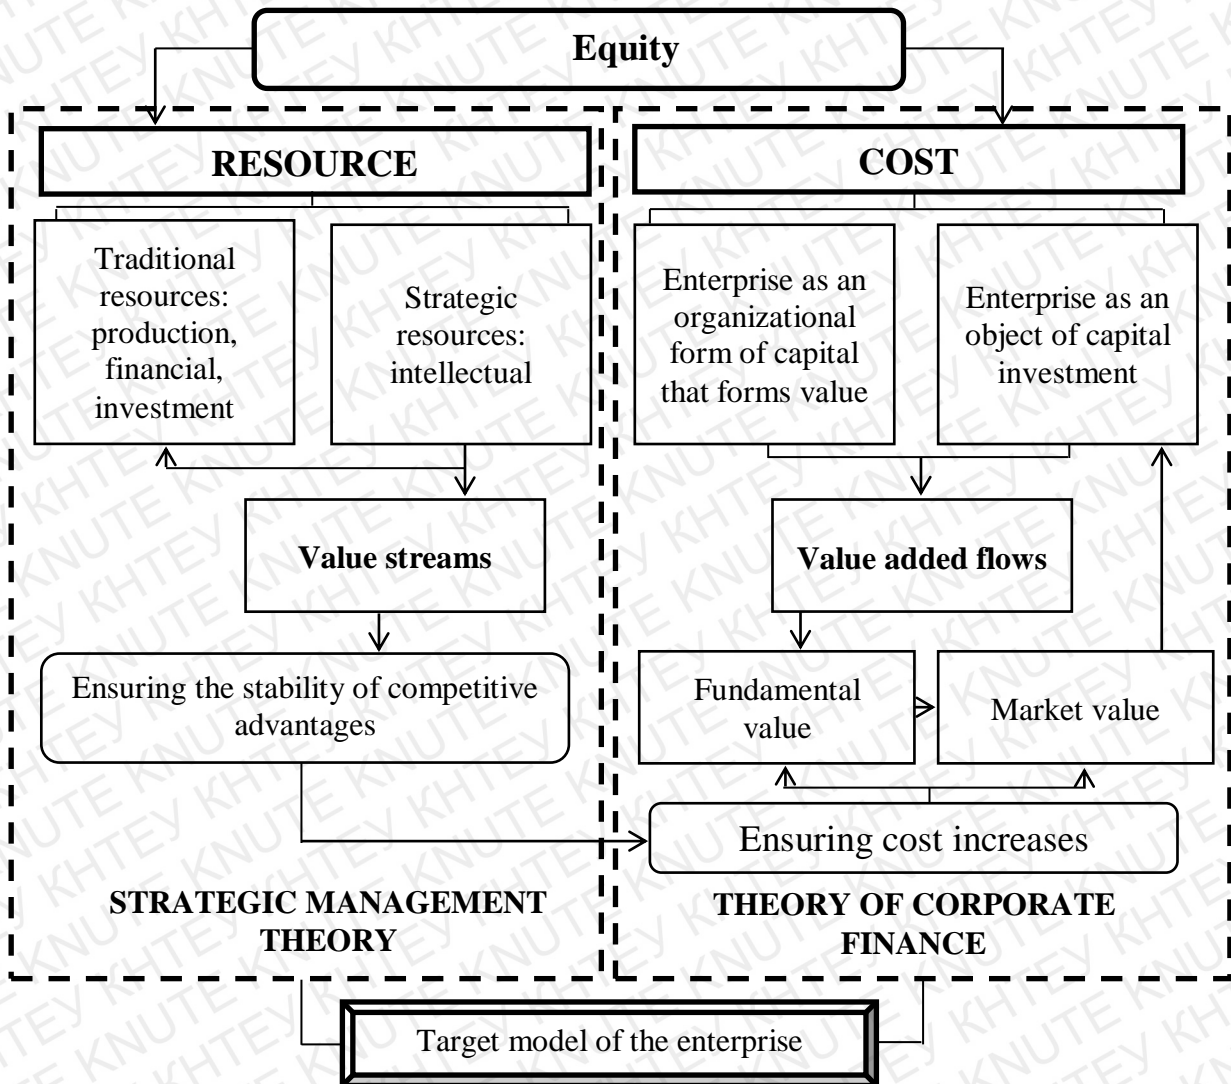 Equity
RESOURCE
Traditional
resources:
production,
financial,
investment
Strategic
resources:
intellectual
Value streams
Ensuring the stability of competitive
advantages
STRATEGIC MANAGEMENT
THEORY
COST
Enterprise as an
organizational
form of capital
that forms value
Enterprise as an
object of capital
investment
Value added flows
Fundamental
value
Market value
Ensuring cost increases
THEORY OF CORPORATE
FINANCE
Target model of the enterprise